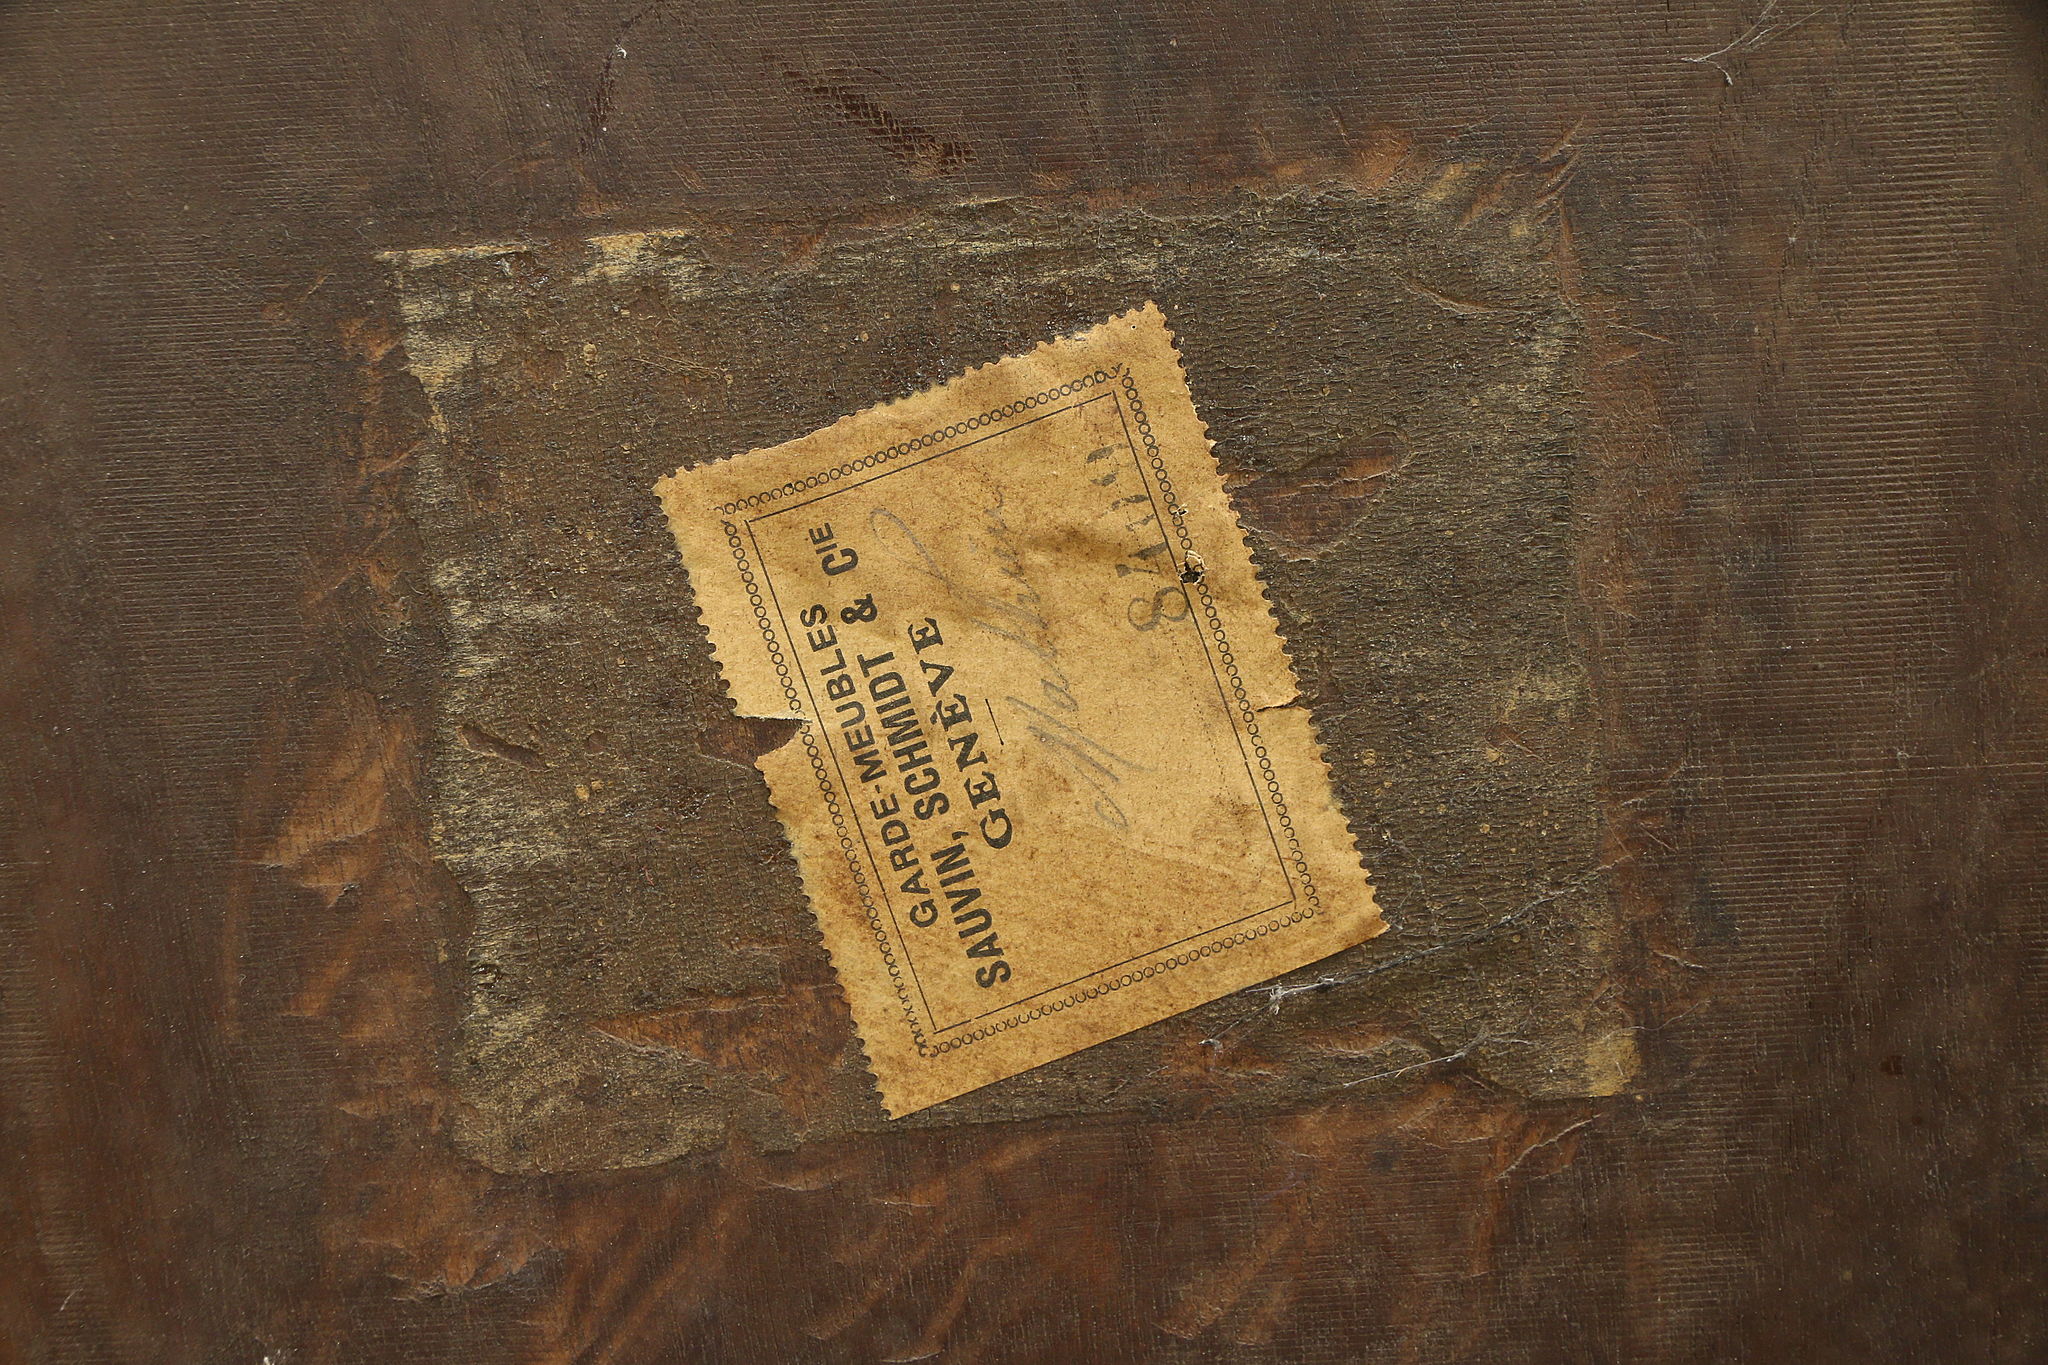 GARDE-MEUBLES
SAUVIN, SCHMIDT & CIE
GENÈVE